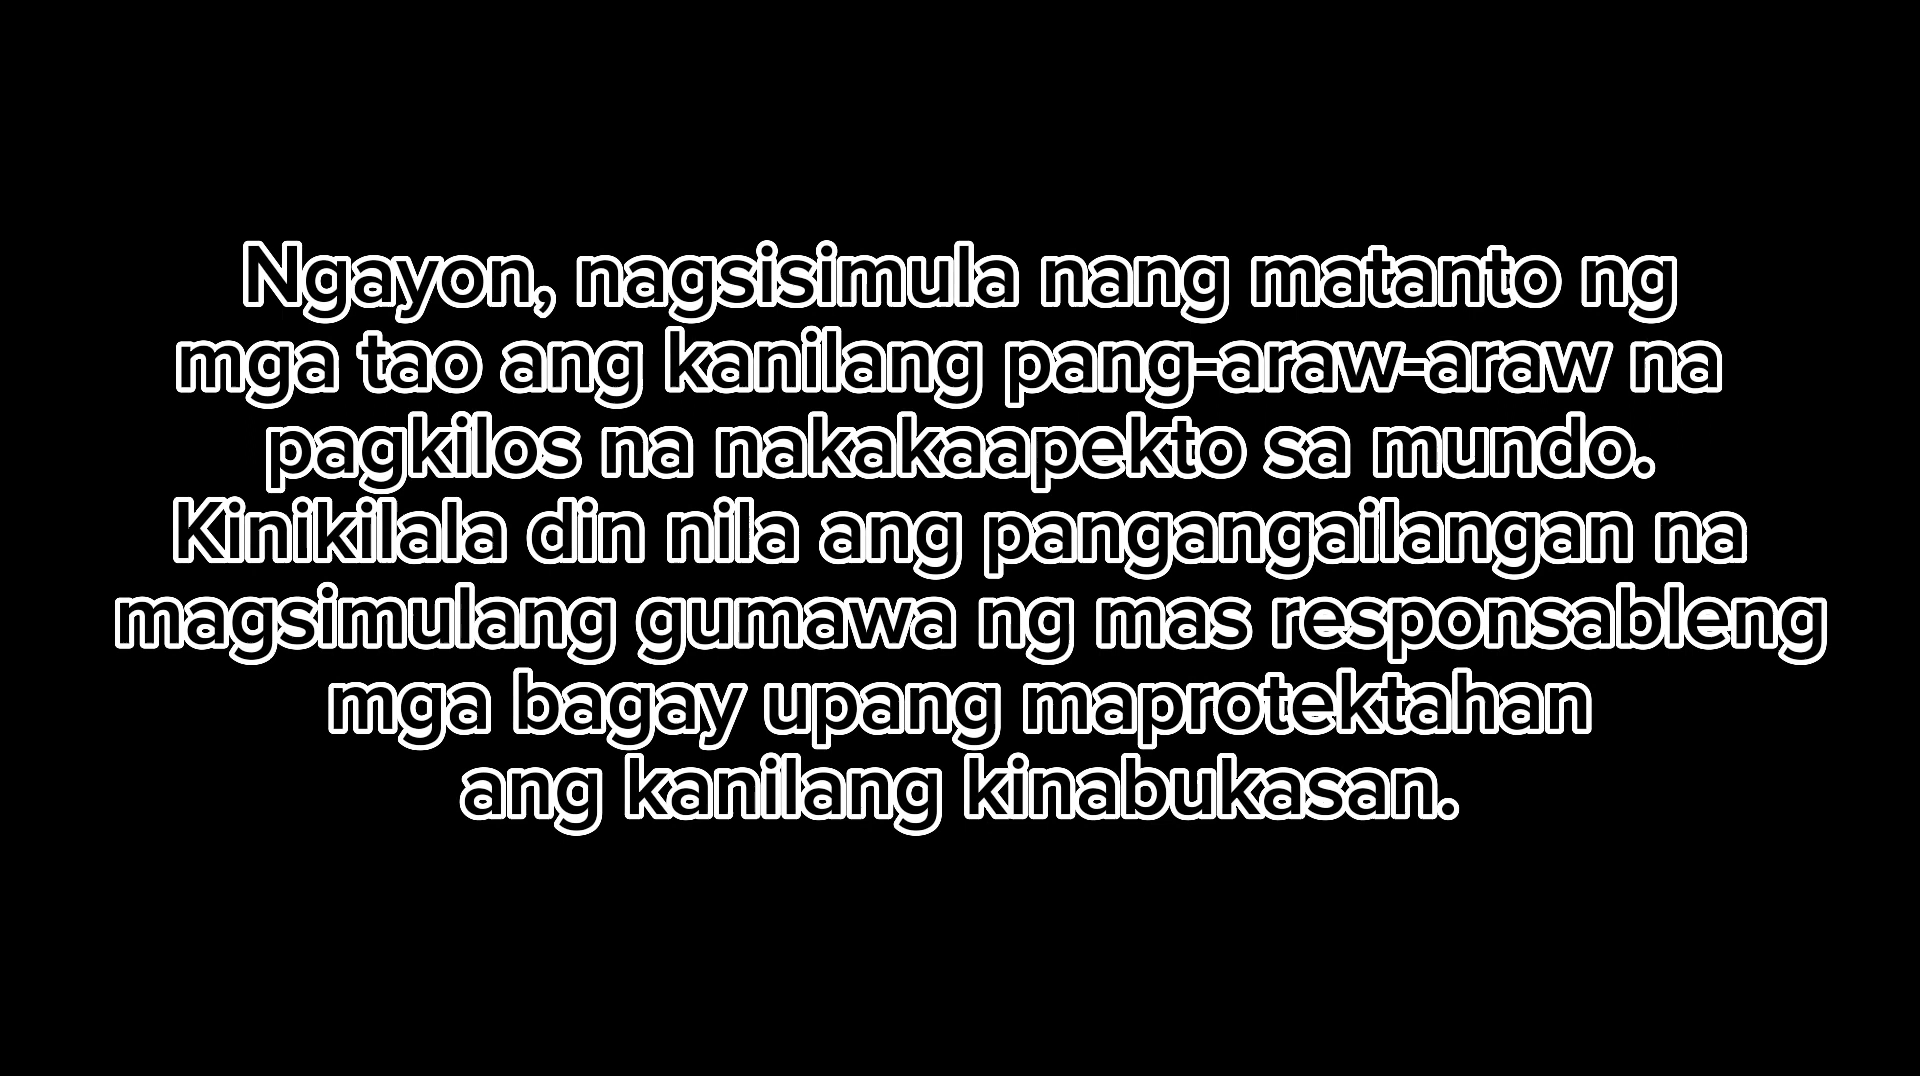 Ngayon, nagsisimula nang matanto ng
mga tao ang kanilang pang-araw-araw na
pagkilos na nakakaapekto sa mundo.
Kinikilala din nila ang pangangailangan na
magsimulang gumawa ng mas responsableng
mga bagay upang maprotektahan
ang kanilang kinabukasan.